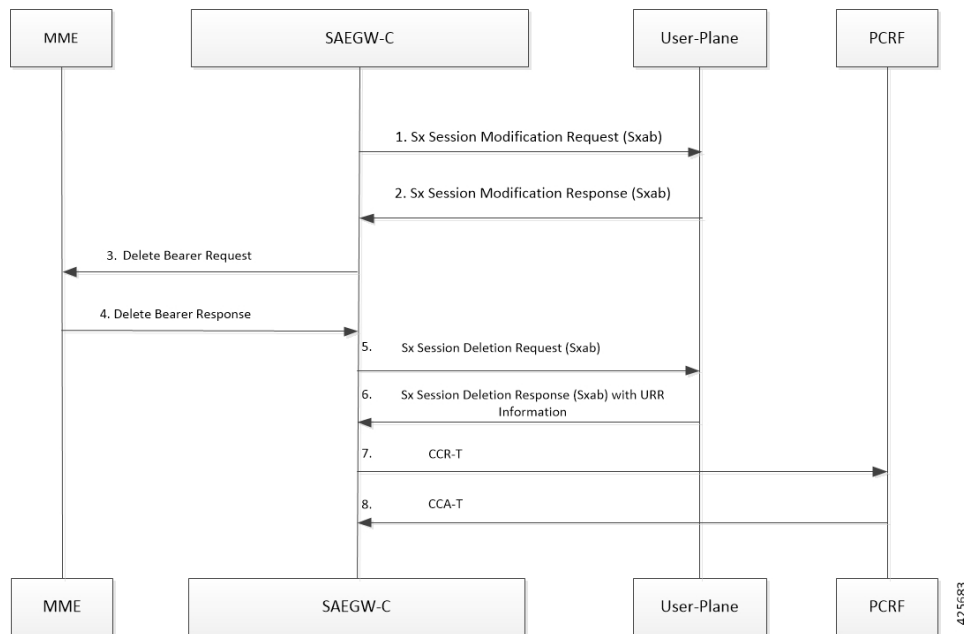 MME
SAEGW-C
User-Plane
PCRF
1. Sx Session Modification Request (Sxab)
2. Sx Session Modification Response (Sxab)
3. Delete Bearer Request
4. Delete Bearer Response
5. Sx Session Deletion Request (Sxab)
6. Sx Session Deletion Response (Sxab) with URR
Information
7. CCR-T
8. CCA-T
MME
SAEGW-C
User-Plane
PCRF
425683